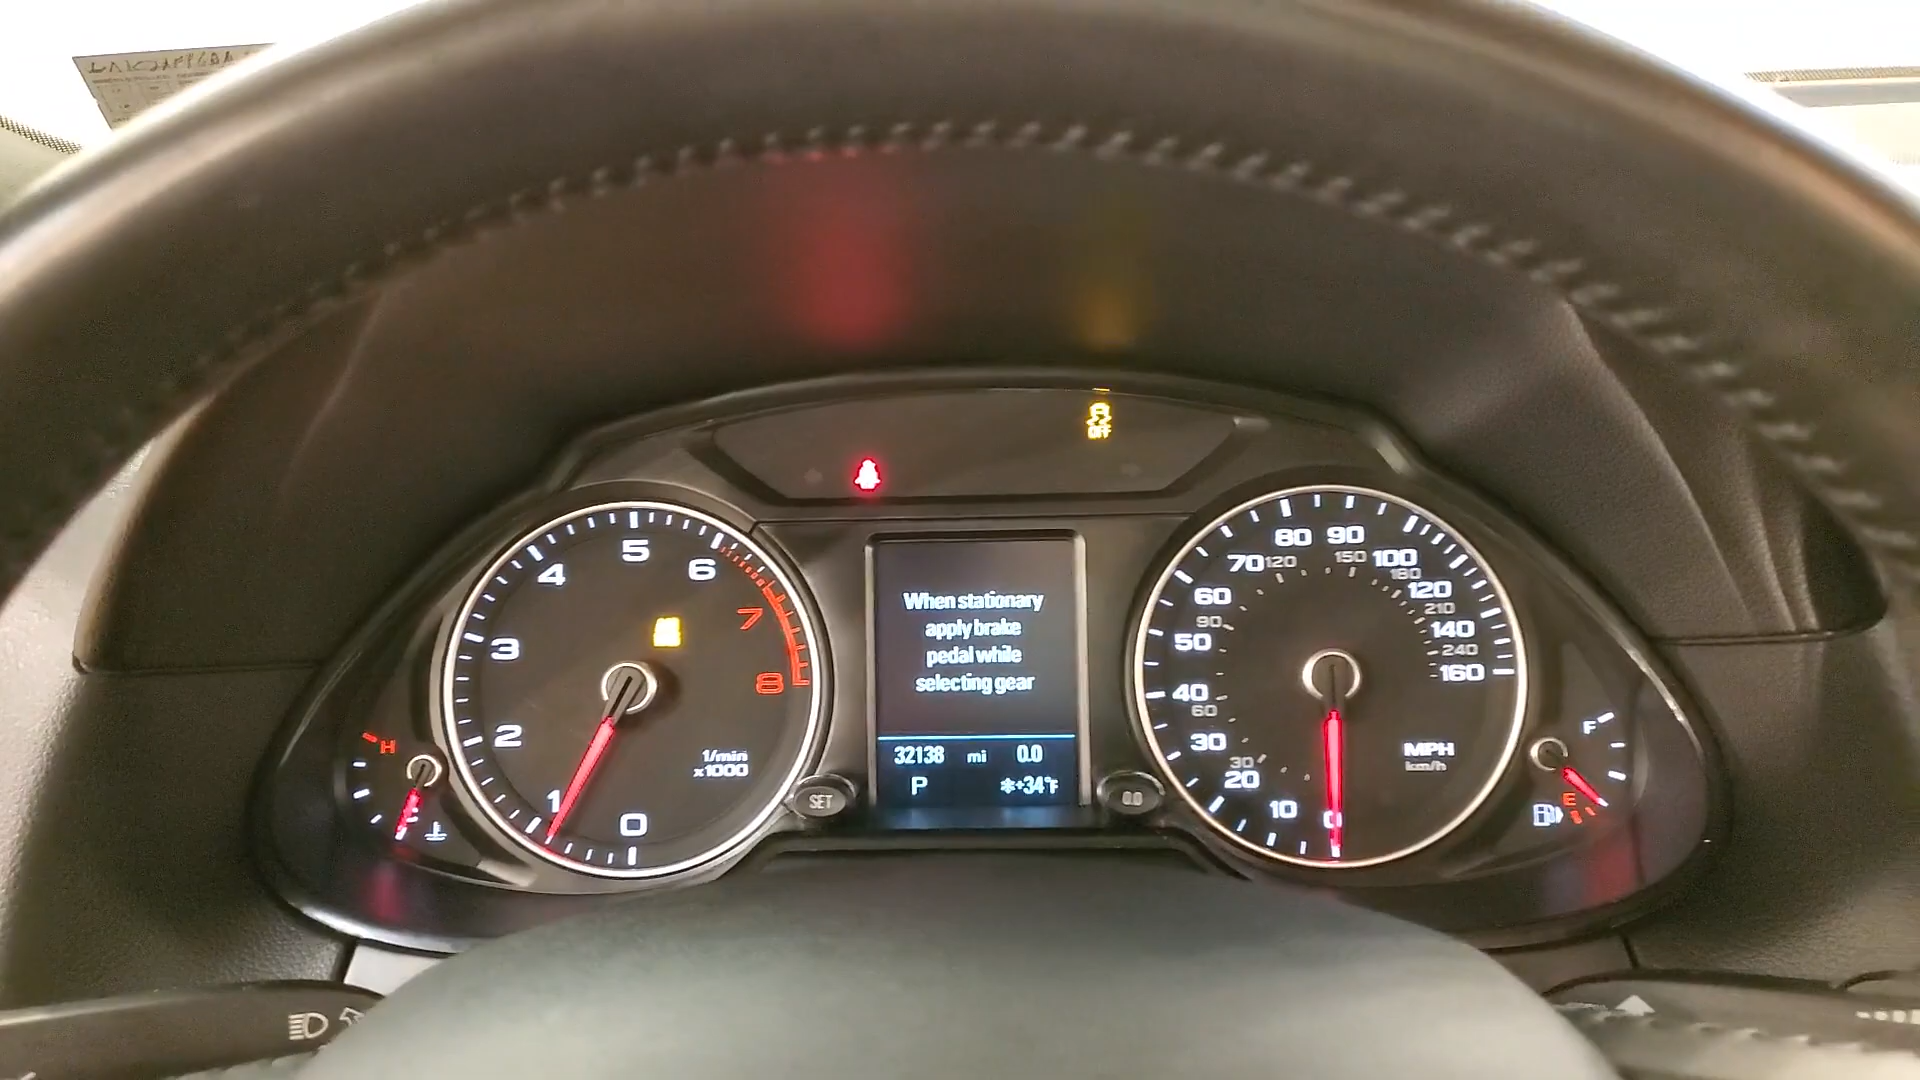 OFF
5
4
6
3
7
2
8
1
0
1/min
x1000
H
SET
When stationary
apply brake
pedal while
selecting gear
32138 mi 0.0
P *+34°F
0.0
80 90
70 120 150 100
180
60 120
90 210
50 140
240
160
40
60
30
30
20
10
0
MPH
km/h
F
E